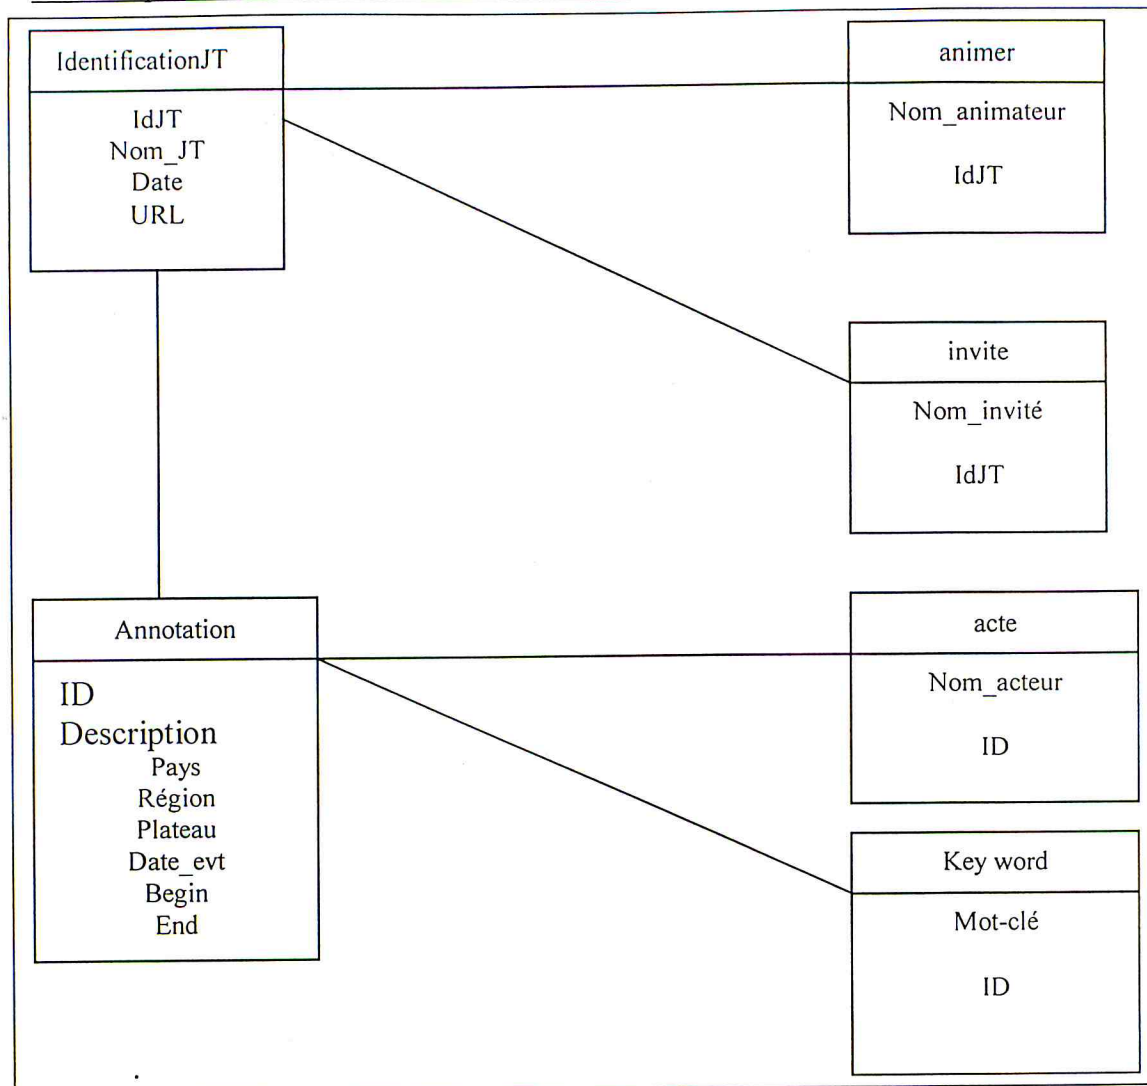 IdentificationJT
IdJT
Nom_JT
Date
URL
animer
Nom_animateur
IdJT
invite
Nom_invité
IdJT
Annotation
ID
Description
Pays
Région
Plateau
Date_evt
Begin
End
acte
Nom_acteur
ID
Key word
Mot-clé
ID